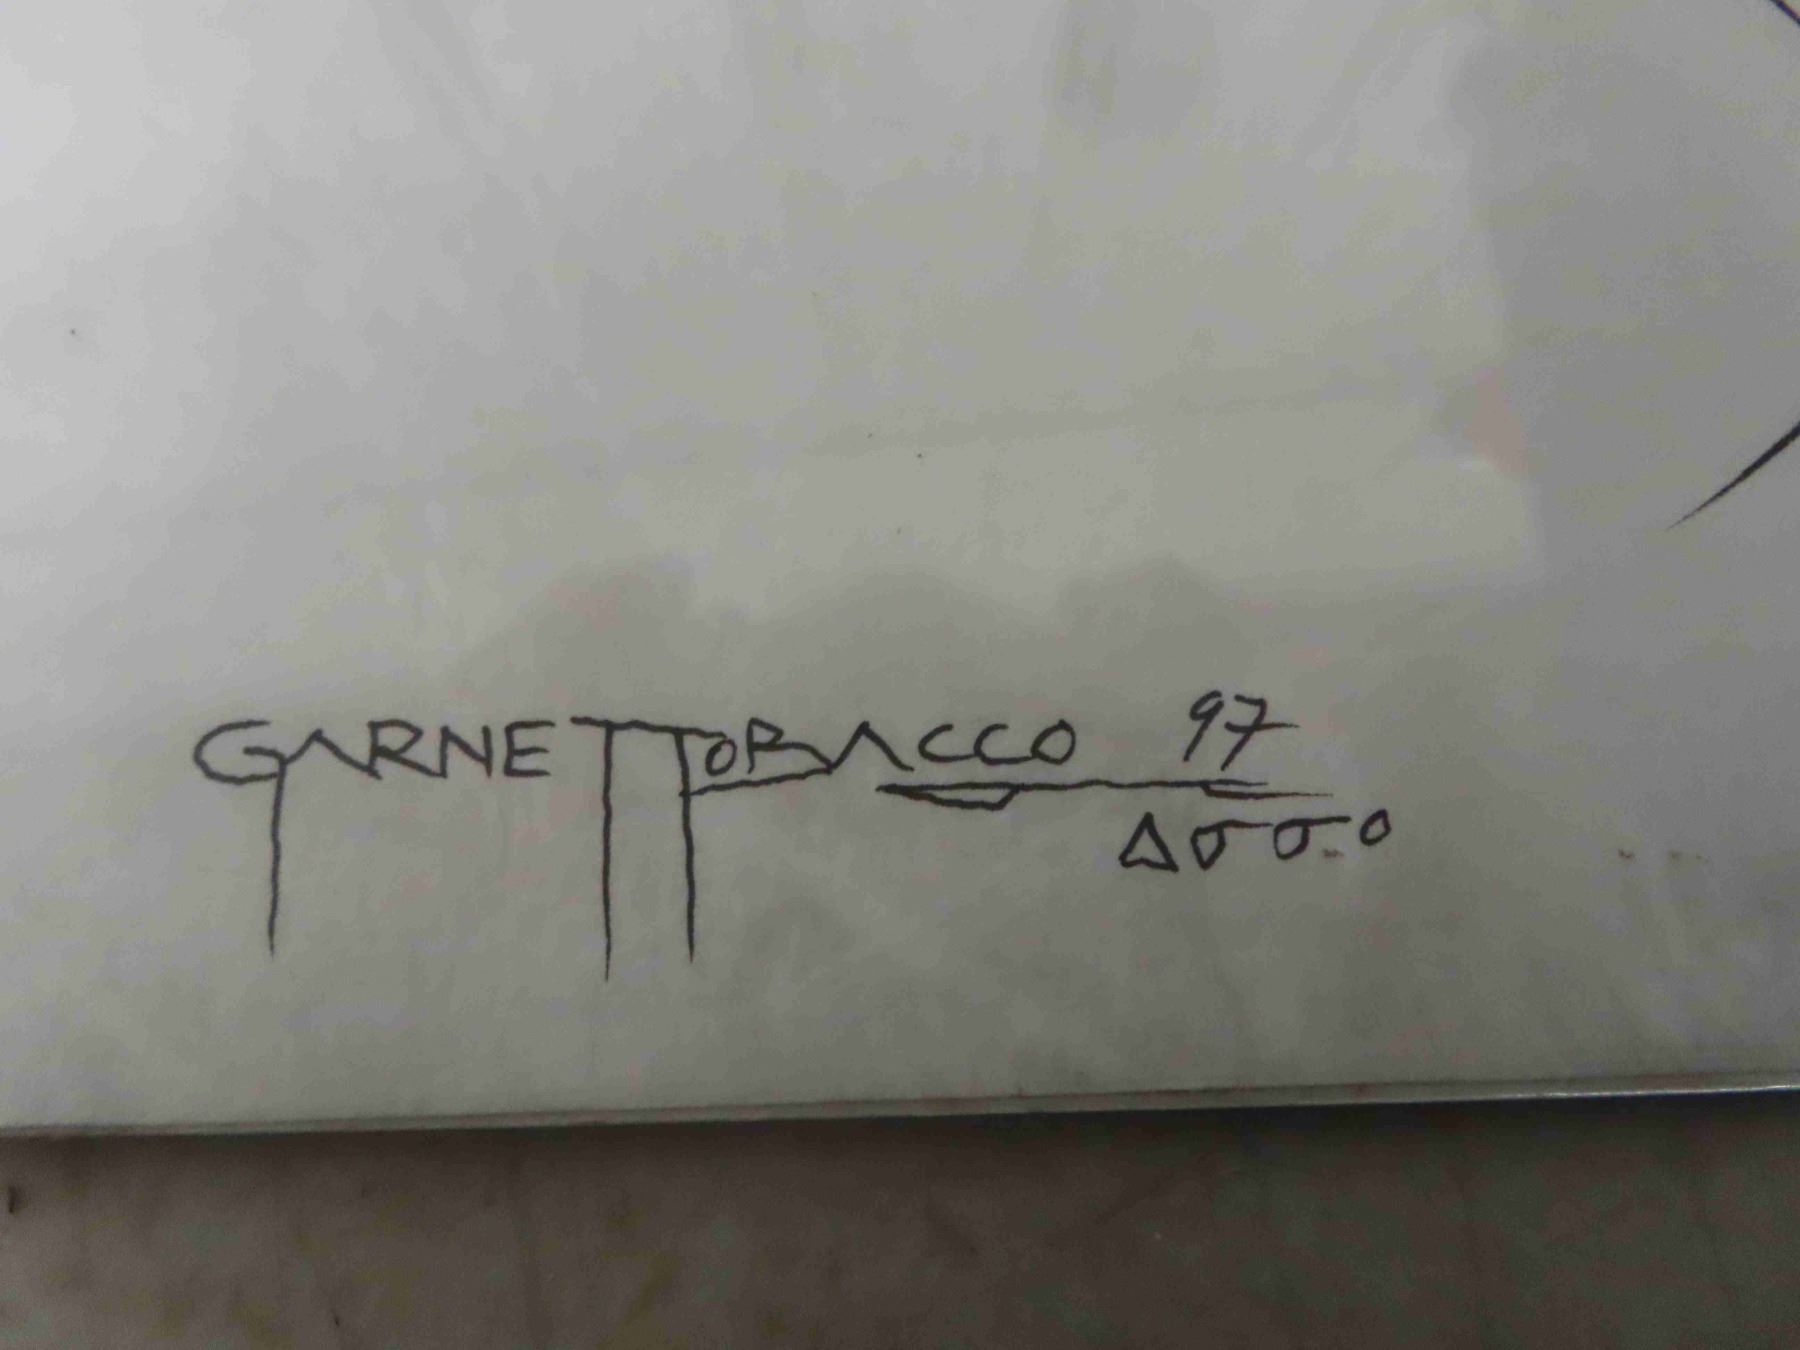 GARNET TOBACCO 97
ᐃᓂᓂᐤ